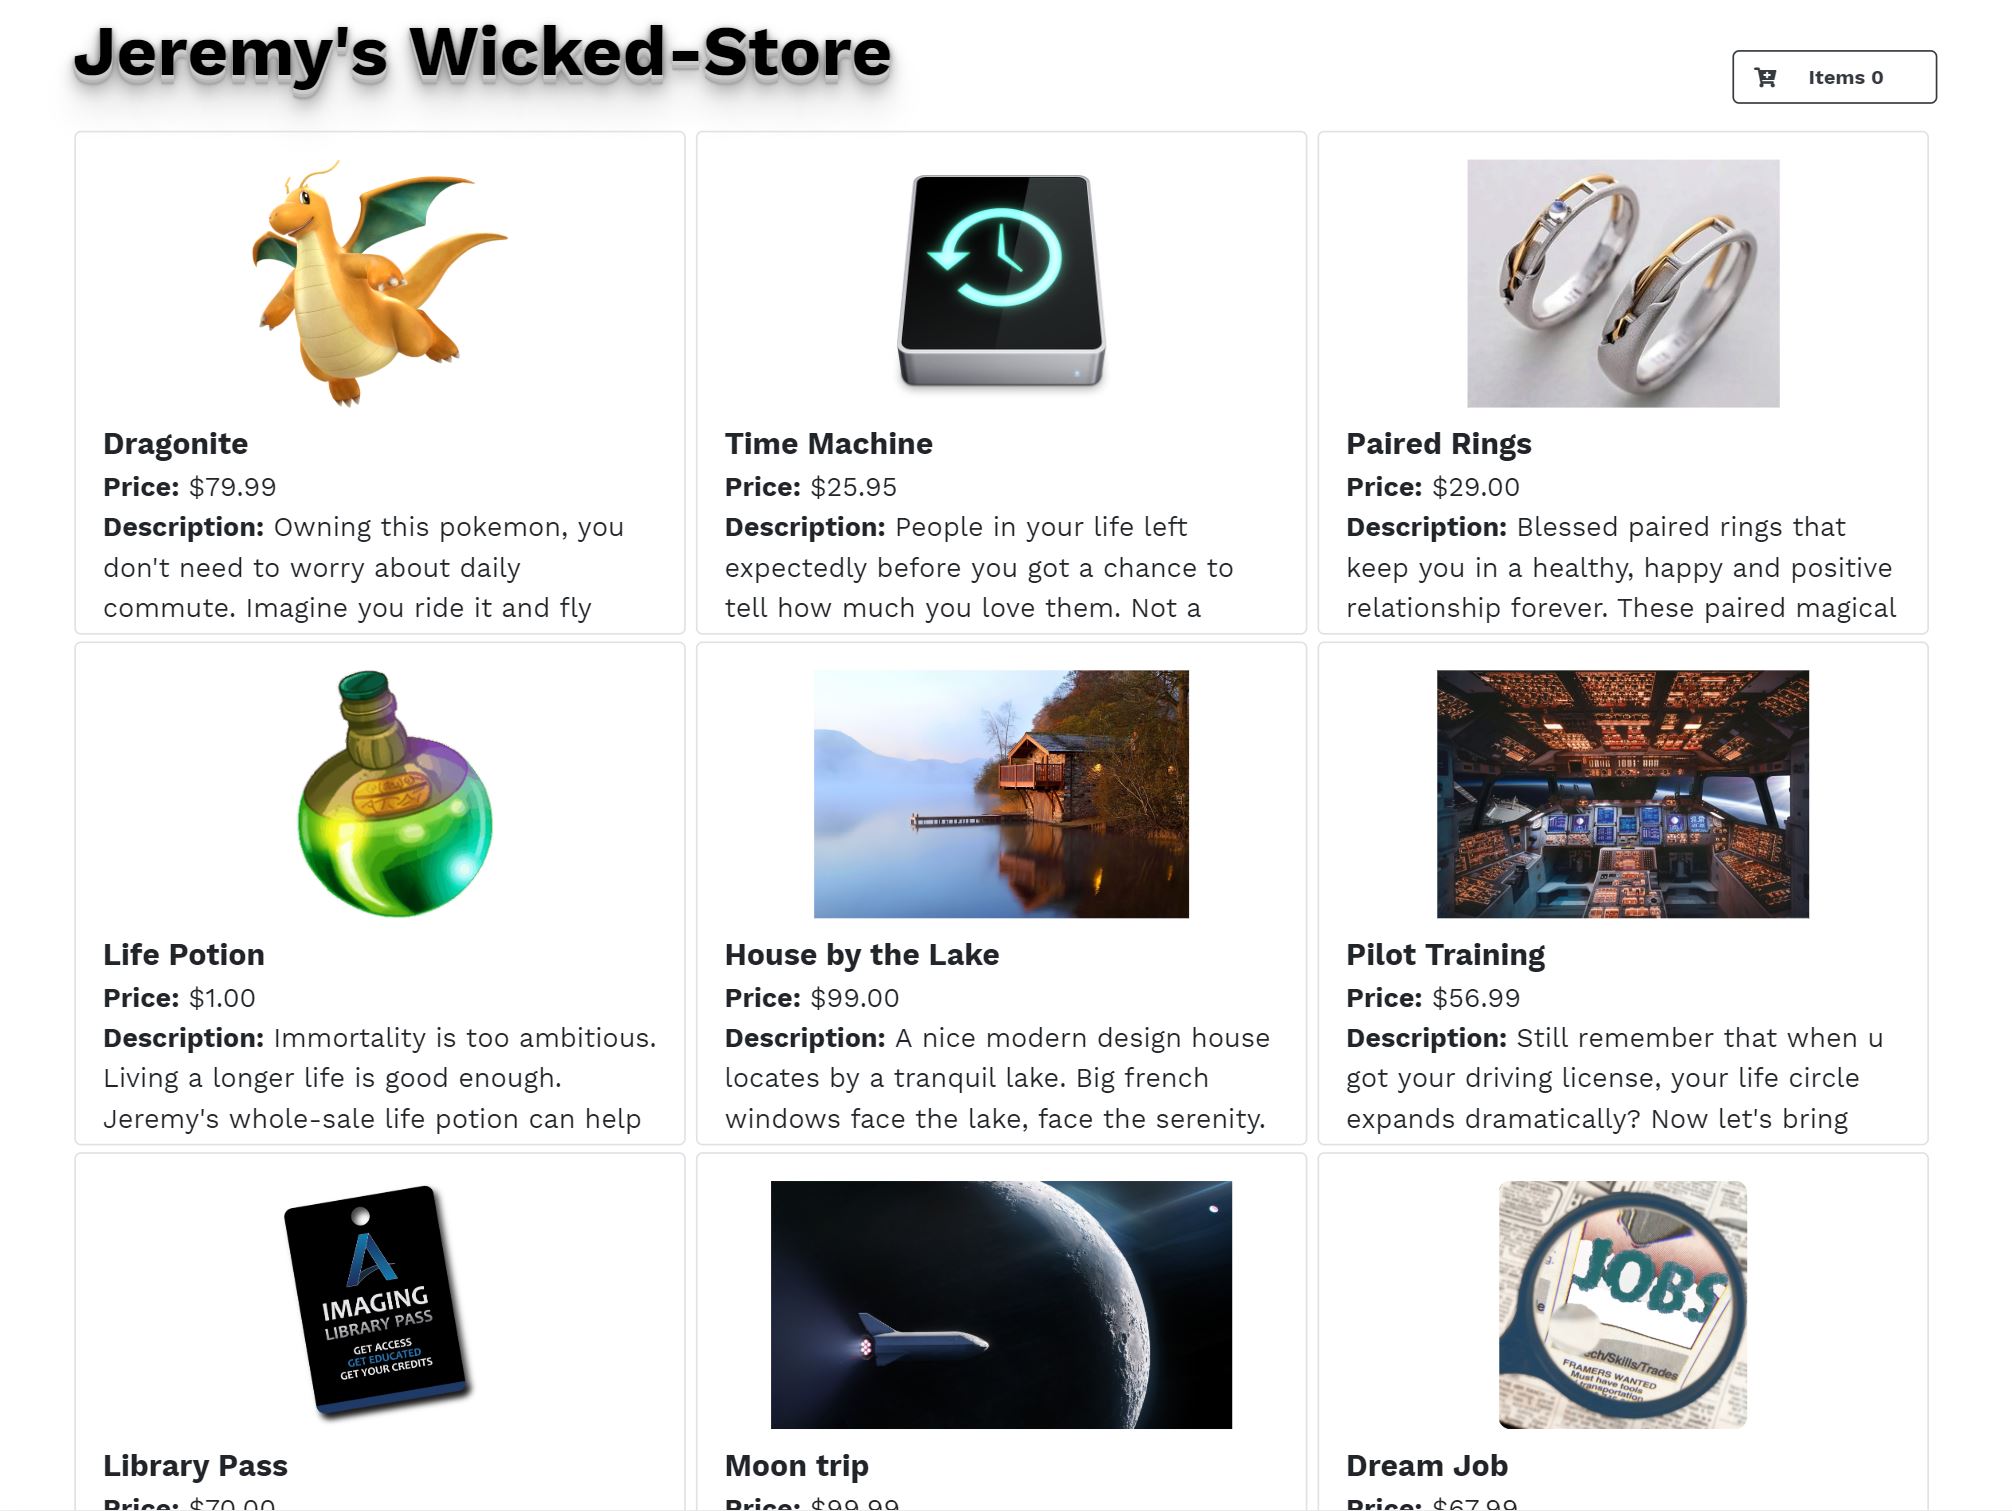 Jeremy's Wicked-Store
Items 0
Dragonite
Price: $79.99
Description: Owning this pokemon, you
don't need to worry about daily
commute. Imagine you ride it and fly
Time Machine
Price: $25.95
Description: People in your life left
expectedly before you got a chance to
tell how much you love them. Not a
Paired Rings
Price: $29.00
Description: Blessed paired rings that
keep you in a healthy, happy and positive
relationship forever. These paired magical
Life Potion
Price: $1.00
Description: Immortality is too ambitious.
Living a longer life is good enough.
Jeremy's whole-sale life potion can help
House by the Lake
Price: $99.00
Description: A nice modern design house
locates by a tranquil lake. Big french
windows face the lake, face the serenity.
Pilot Training
Price: $56.99
Description: Still remember that when u
got your driving license, your life circle
expands dramatically? Now let's bring
A
IMAGING
LIBRARY PASS
GET ACCESS
GET EDUCATED
GET YOUR CREDITS
Library Pass
Price: $70.00
Moon trip
Price: $99.99
JOBS
ch/Skills/Trades
FRAMERS WANTED
Must have tools
transportation
Dream Job
Price: $67.99